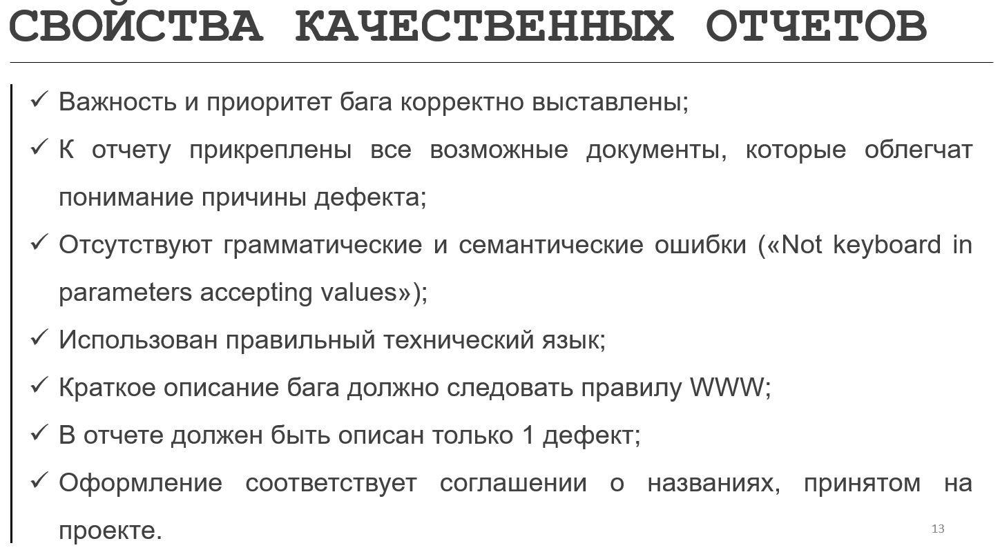 СВОЙСТВА КАЧЕСТВЕННЫХ ОТЧЕТОВ
✓ Важность и приоритет бага корректно выставлены;
✓ К отчету прикреплены все возможные документы, которые облегчат
понимание причины дефекта;
✓ Отсутствуют грамматические и семантические ошибки («Not keyboard in
parameters accepting values»);
✓ Использован правильный технический язык;
✓ Краткое описание бага должно следовать правилу WWW;
✓ В отчете должен быть описан только 1 дефект;
✓ Оформление соответствует соглашении о названиях, принятом на
проекте.
13